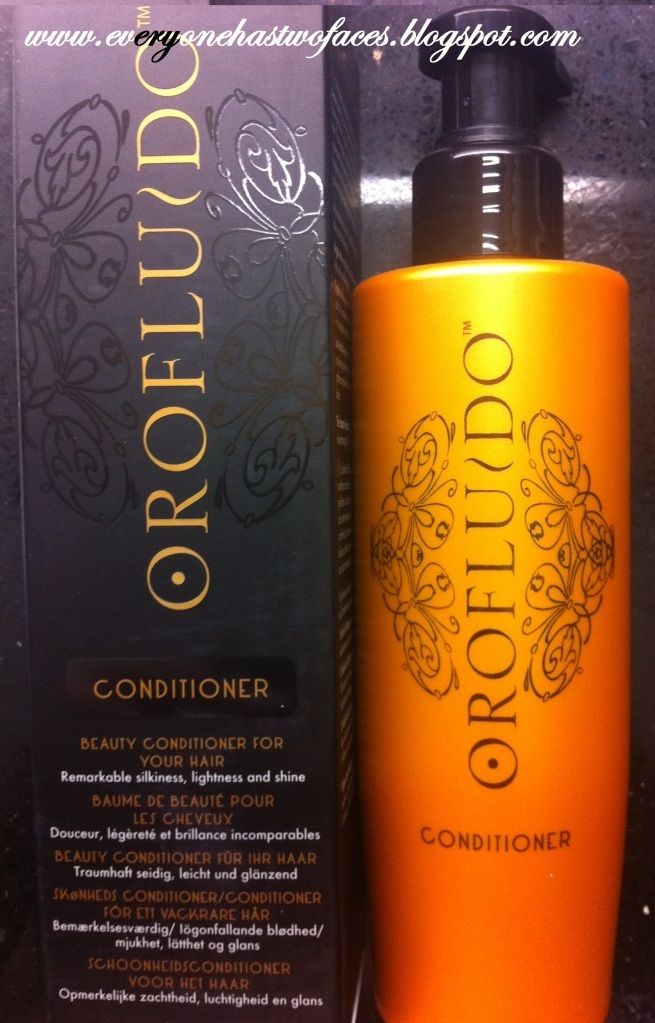 www.everyonehastwofaces.blogspot.com
OROFLUIDO™
CONDITIONER
BEAUTY CONDITIONER FOR
YOUR HAIR
Remarkable silkiness, lightness and shine
BAUME DE BEAUTÉ POUR
LES CHEVEUX
Douceur, légèreté et brillance incomparables
BEAUTY CONDITIONER FÜR IHR HAAR
Traumhaft seidig, leicht und glänzend
SKØNHEDS CONDITIONER/CONDITIONER
FÖR ETT VACKRARE HÅR
Bemærkelsesværdig/ Iögonfallande blødhed/
mjukhet, lätthet og glans
SCHOONHEIDSCONDITIONER
VOOR HET HAAR
Opmerkelijke zachtheid, luchtigheid en glans
OROFLUIDO™
CONDITIONER